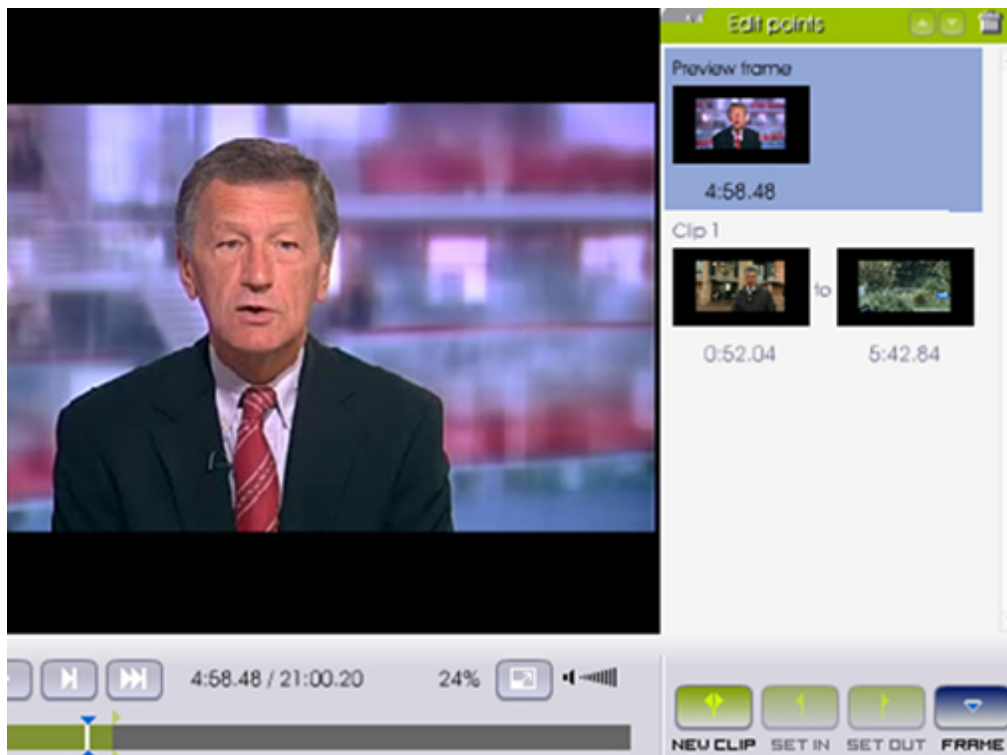 Edit points
Preview frame
4:58.48
Clip 1
to
0:52.04
5:42.84
4:58.48 / 21:00.20
24%
NEW CLIP
SET IN
SET OUT
FRAME